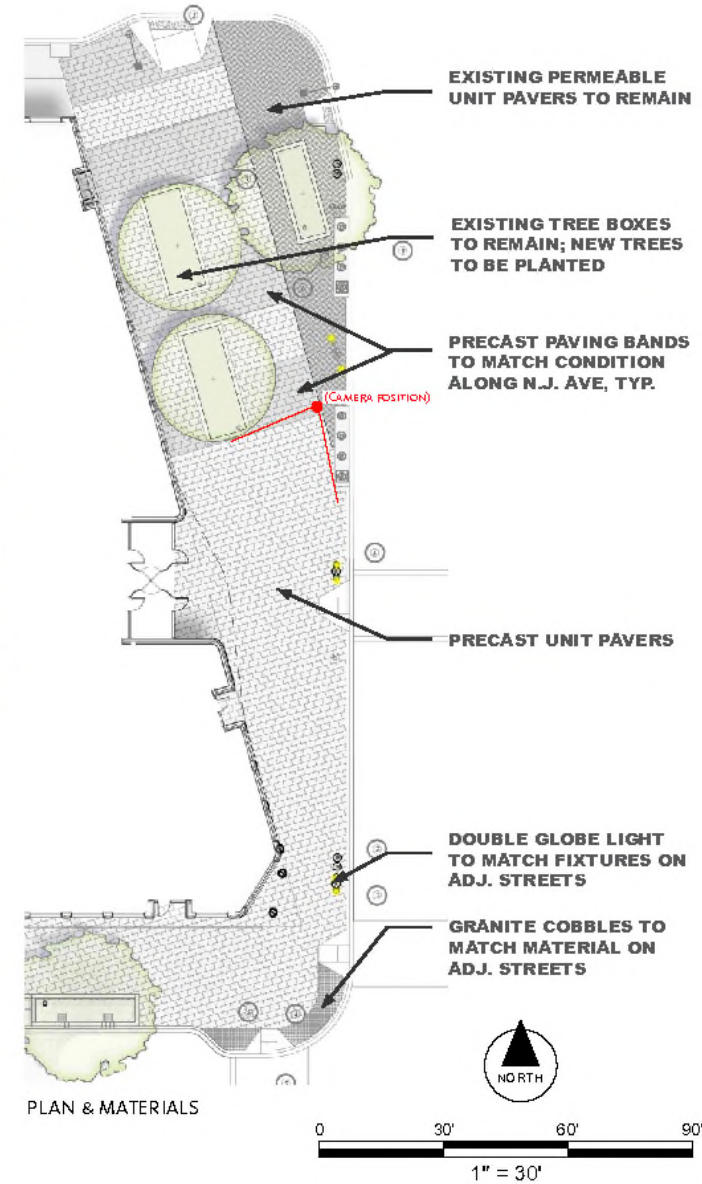 EXISTING PERMEABLE
UNIT PAVERS TO REMAIN
EXISTING TREE BOXES
TO REMAIN; NEW TREES
TO BE PLANTED
PRECAST PAVING BANDS
TO MATCH CONDITION
ALONG N.J. AVE, TYP.
(CAMERA POSITION)
PRECAST UNIT PAVERS
DOUBLE GLOBE LIGHT
TO MATCH FIXTURES ON
ADJ. STREETS
GRANITE COBBLES TO
MATCH MATERIAL ON
ADJ. STREETS
NORTH
PLAN & MATERIALS
0 30' 60' 90'
1" = 30'